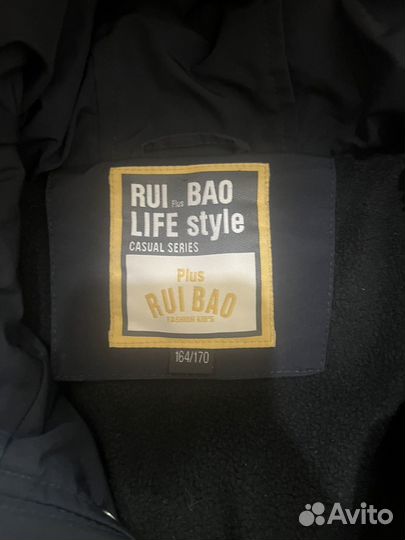 RUI Plus BAO
LIFE style
CASUAL SERIES
Plus
RUI BAO
FASHION KID'S
164/170
Avito